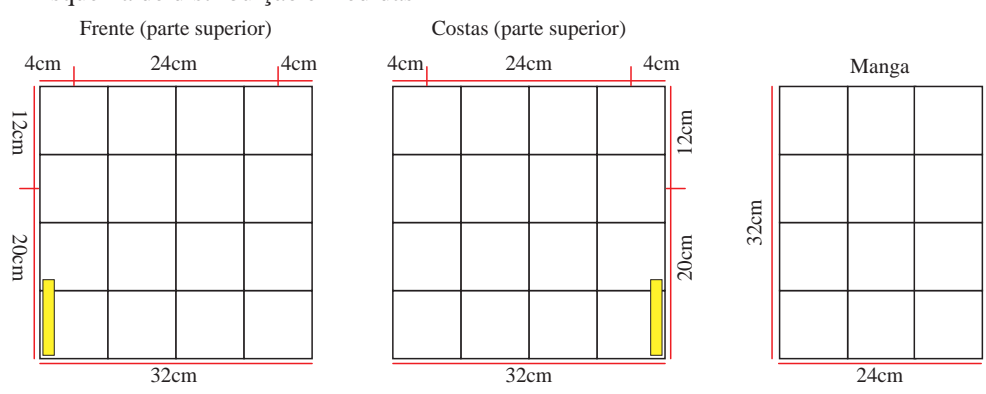 Frente (parte superior)
4cm 24cm 4cm
12cm
20cm
32cm
Costas (parte superior)
4cm 24cm 4cm
12cm
20cm
32cm
Manga
32cm
24cm